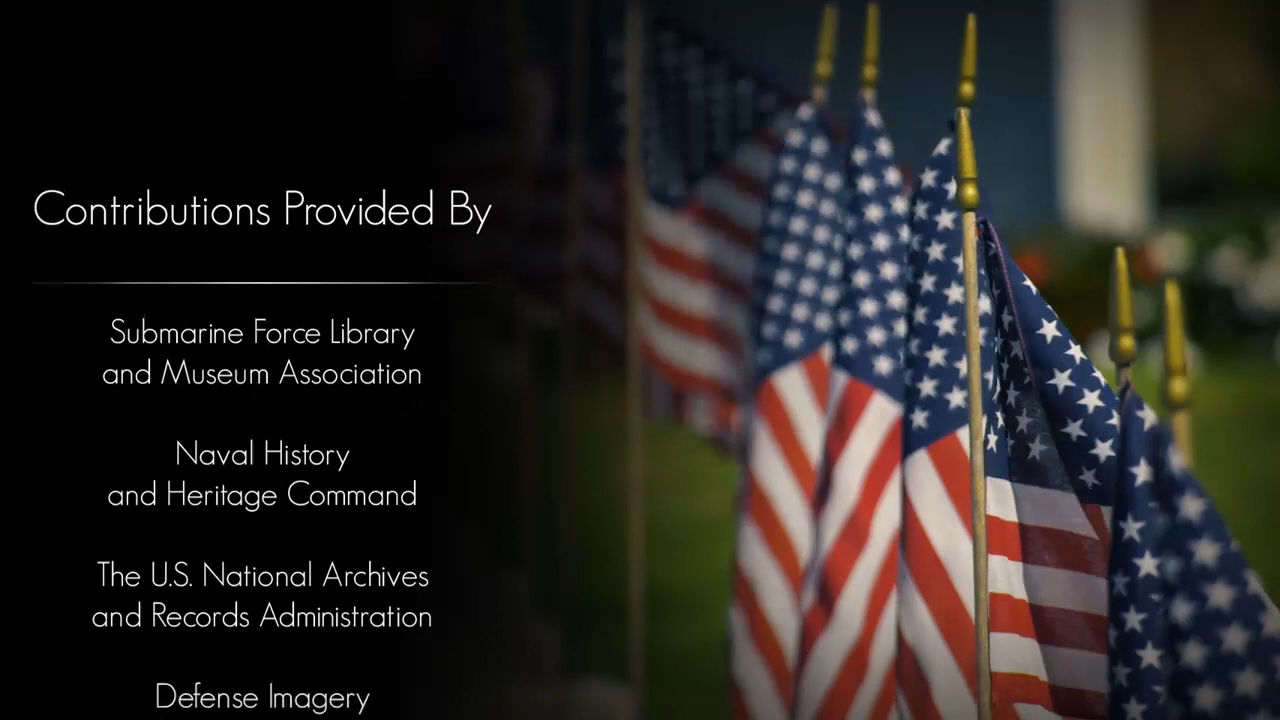 Contributions Provided By
Submarine Force Library
and Museum Association
Naval History
and Heritage Command
The U.S. National Archives
and Records Administration
Defense Imagery